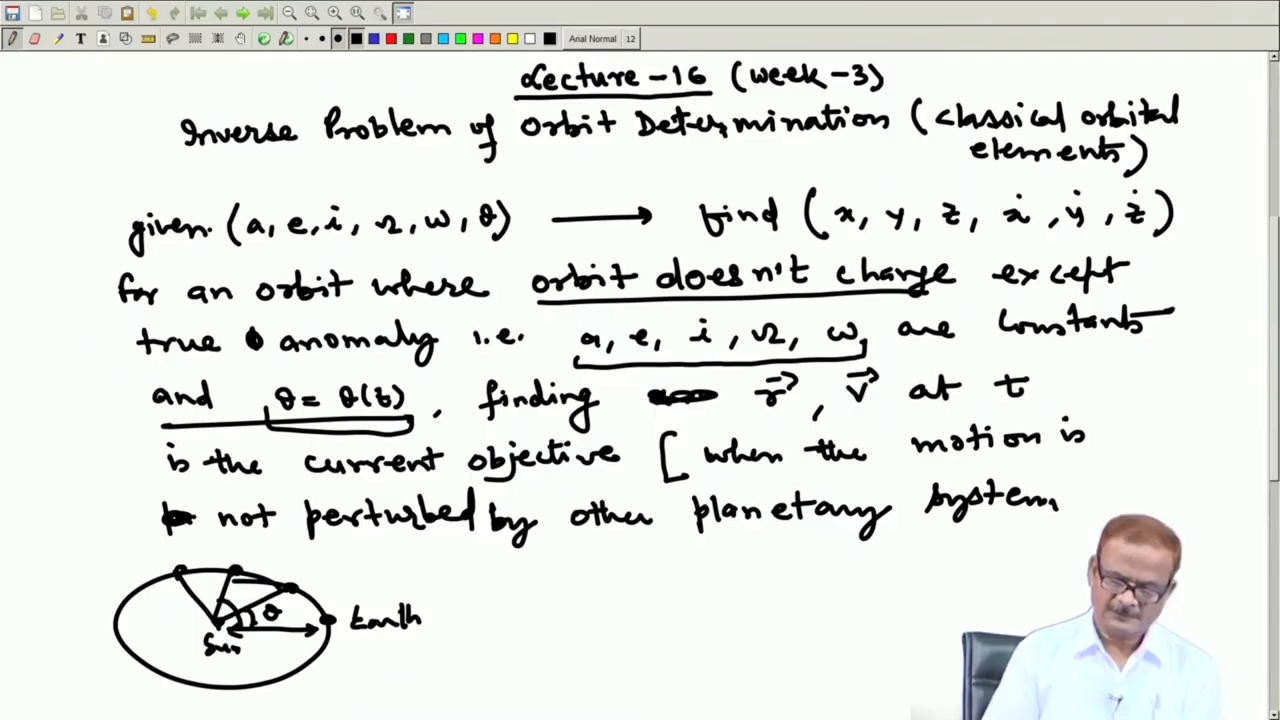 Arial Normal 12
Lecture-16 (week-3)
Inverse Problem of Orbit Determination (classical orbital
elements)
given. (a, e, i, Ω, ω, θ) ⟶ find (x, y, z, ẋ, ẏ, ż)
for an orbit where orbit doesn't change except
true anomaly i.e. a, e, i, Ω, ω, are constants
and θ = θ(t), finding r⃗, v⃗ at t
is the current objective [when the motion is
not perturbed by other planetary system,
θ
Sun
Earth